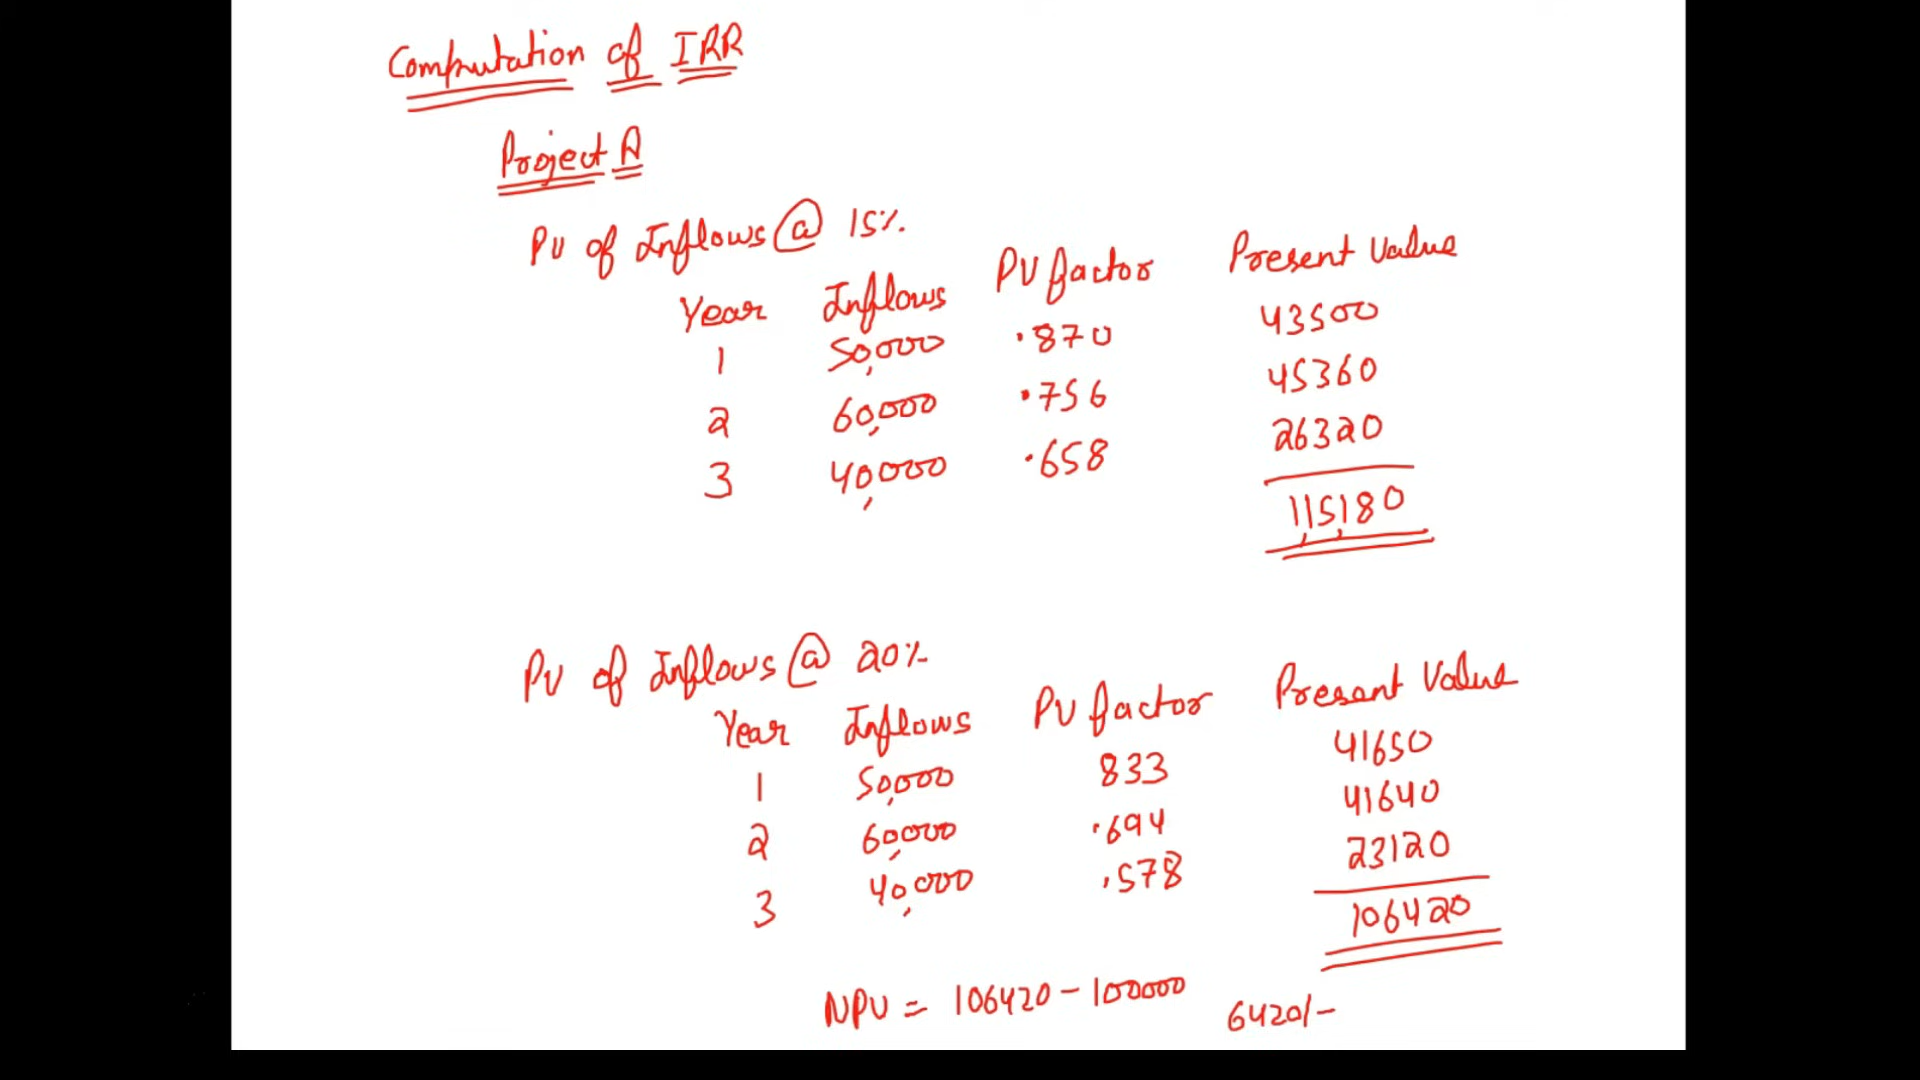 Computation of IRR
Project A
PV of Inflows @ 15%.
Year Inflows PV factor Present Value
1 50,000 .870 43500
2 60,000 .756 45360
3 40,000 .658 26320
1,15,180
PV of Inflows @ 20%
Year Inflows PV factor Present Value
1 50,000 833 41650
2 60,000 .694 41640
3 40,000 .578 23120
106420
NPV = 106420 - 100000 6420/-